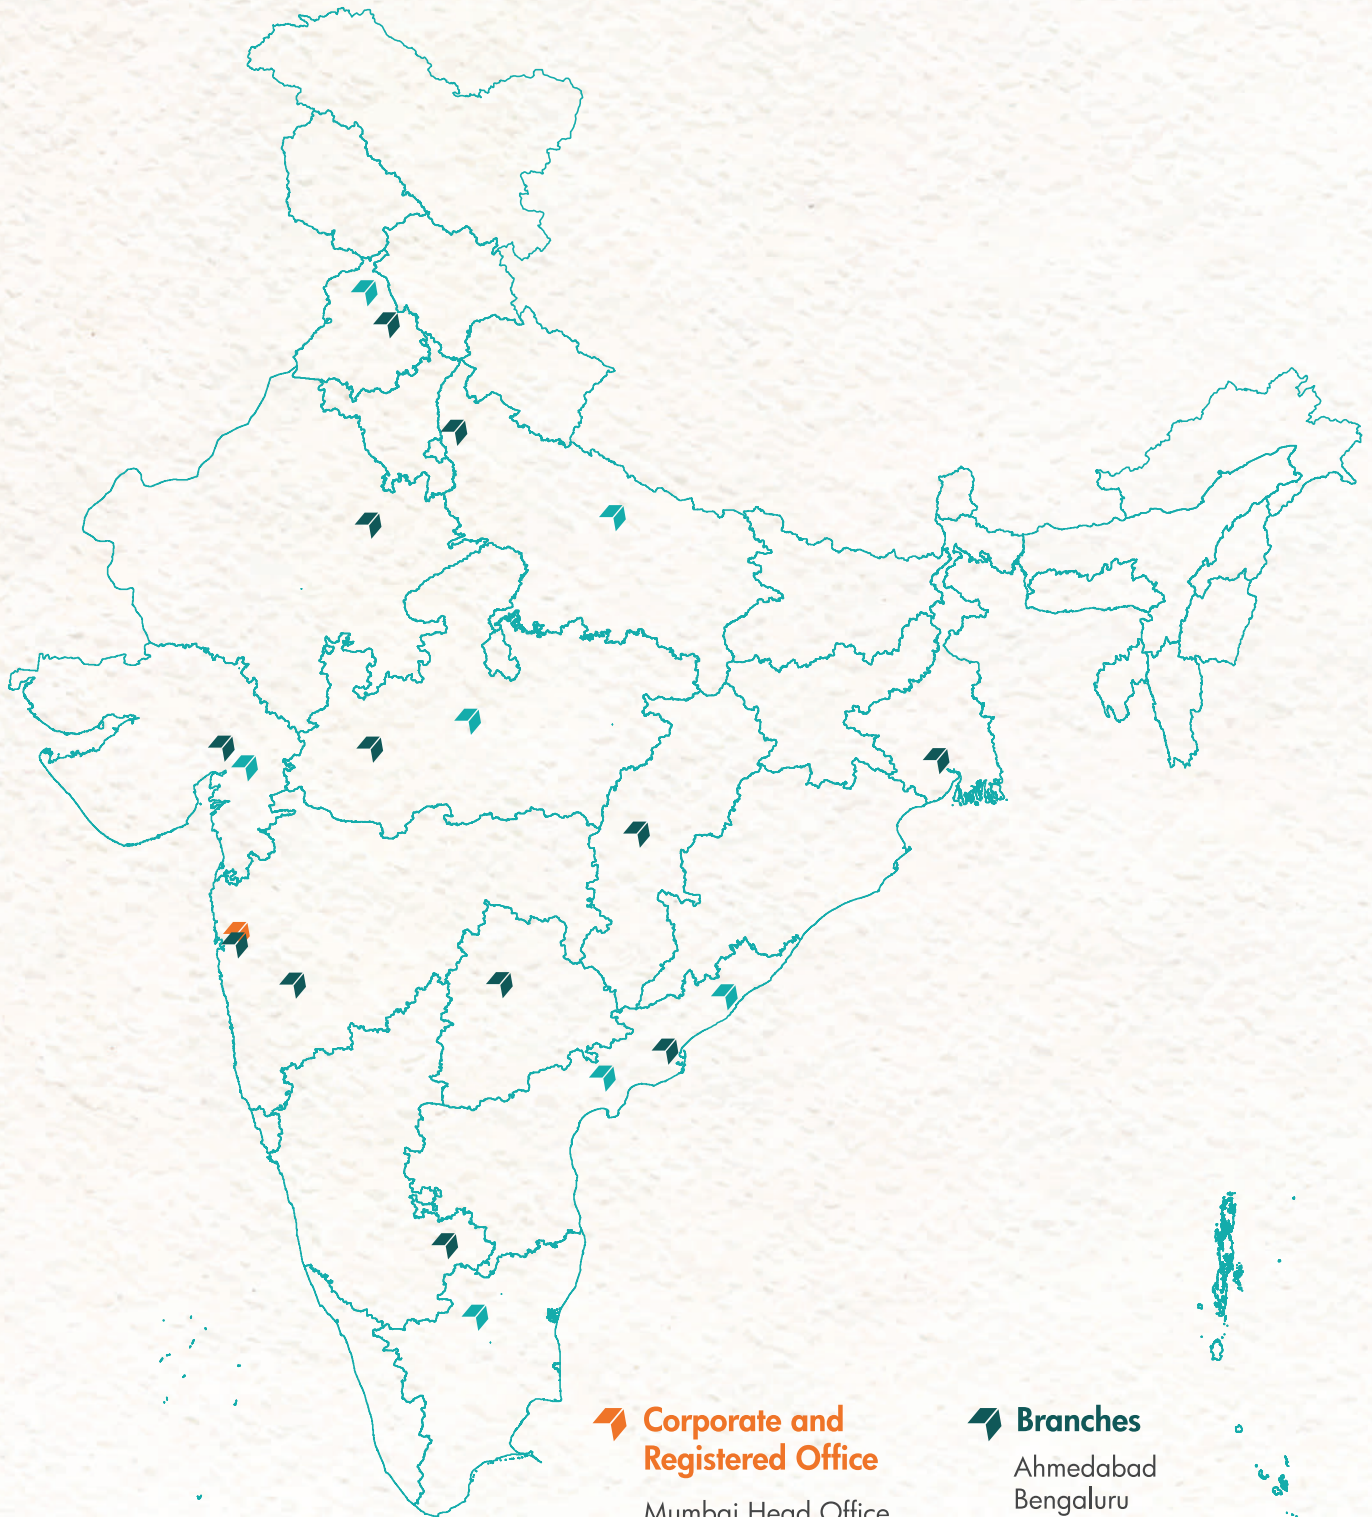 Corporate and
Registered Office
Mumbai Head Office
Branches
Ahmedabad
Bengaluru